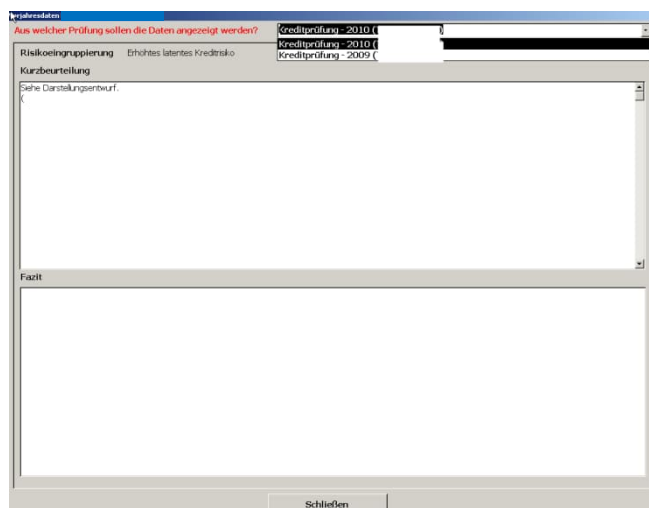 Vorjahresdaten
Aus welcher Prüfung sollen die Daten angezeigt werden? Kreditprüfung - 2010 ( )
Kreditprüfung - 2010 (
Kreditprüfung - 2009 (
Risikoeingruppierung Erhöhtes latentes Kreditrisko
Kurzbeurteilung
Siehe Darstellungsentwurf.
(
Fazit
Schließen